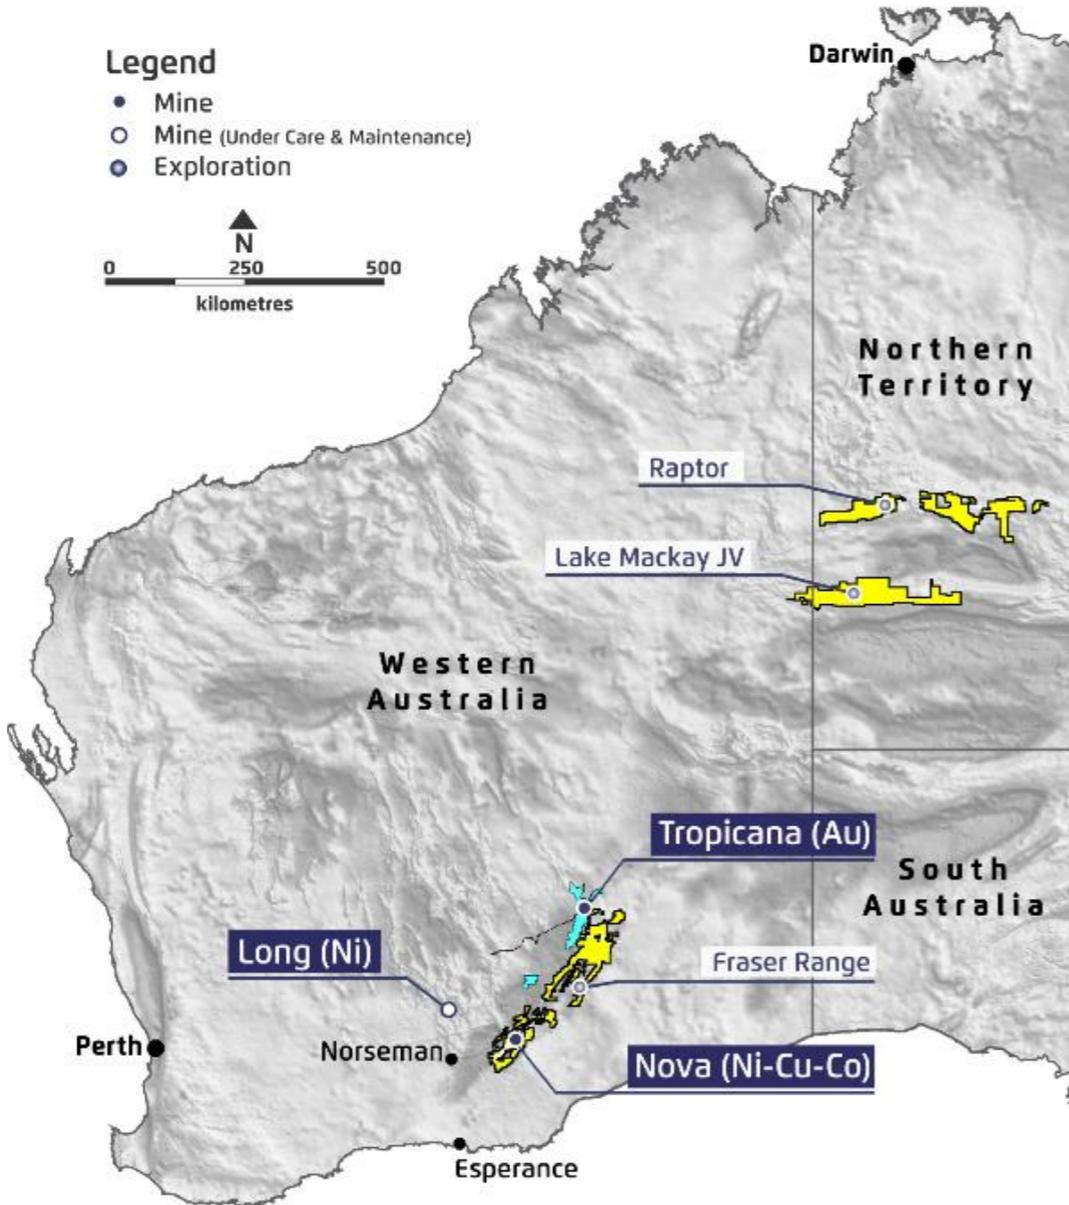 Legend
Mine
Mine (Under Care & Maintenance)
Exploration
N
0 250 500
kilometres
Darwin
Northern
Territory
Raptor
Lake Mackay JV
Western
Australia
Tropicana (Au)
South
Australia
Long (Ni)
Fraser Range
Perth
Norseman
Nova (Ni-Cu-Co)
Esperance